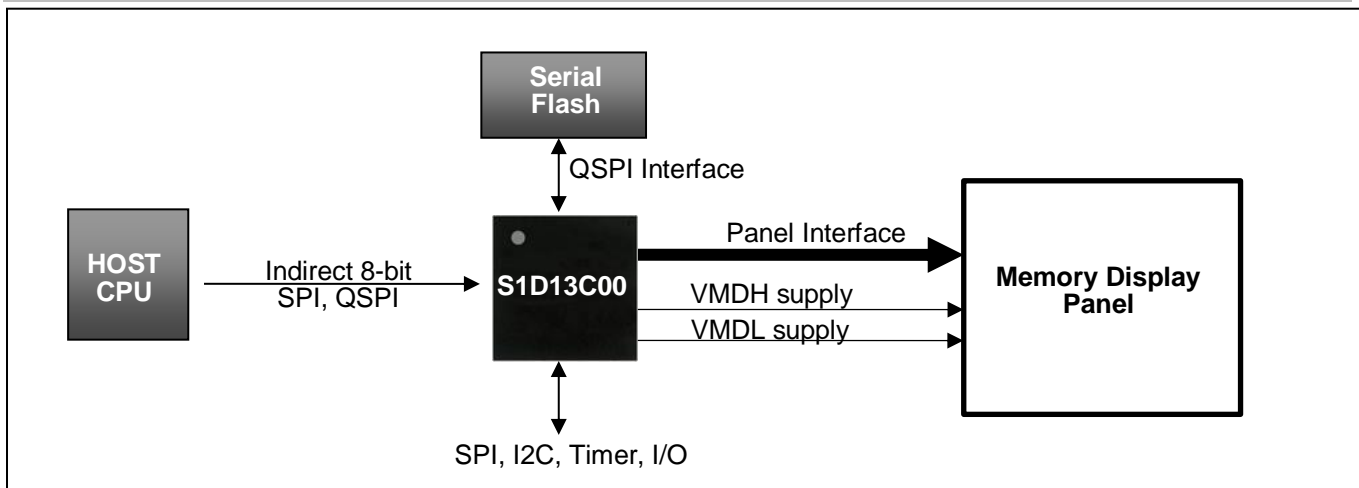 Serial
Flash
QSPI Interface
HOST
CPU
Indirect 8-bit
SPI, QSPI
S1D13C00
Panel Interface
VMDH supply
VMDL supply
Memory Display
Panel
SPI, I2C, Timer, I/O